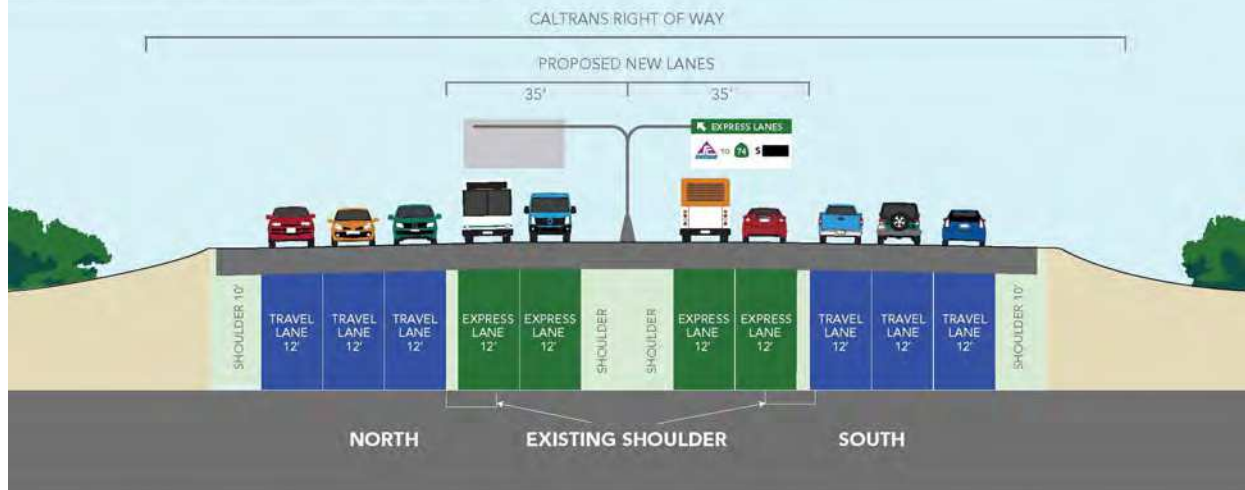 CALTRANS RIGHT OF WAY
PROPOSED NEW LANES
35'
35'
EXPRESS LANES
TO 74 $
SHOULDER 10'
TRAVEL
LANE
12'
TRAVEL
LANE
12'
TRAVEL
LANE
12'
EXPRESS
LANE
12'
EXPRESS
LANE
12'
SHOULDER
SHOULDER
EXPRESS
LANE
12'
EXPRESS
LANE
12'
TRAVEL
LANE
12'
TRAVEL
LANE
12'
TRAVEL
LANE
12'
SHOULDER 10'
NORTH
EXISTING SHOULDER
SOUTH